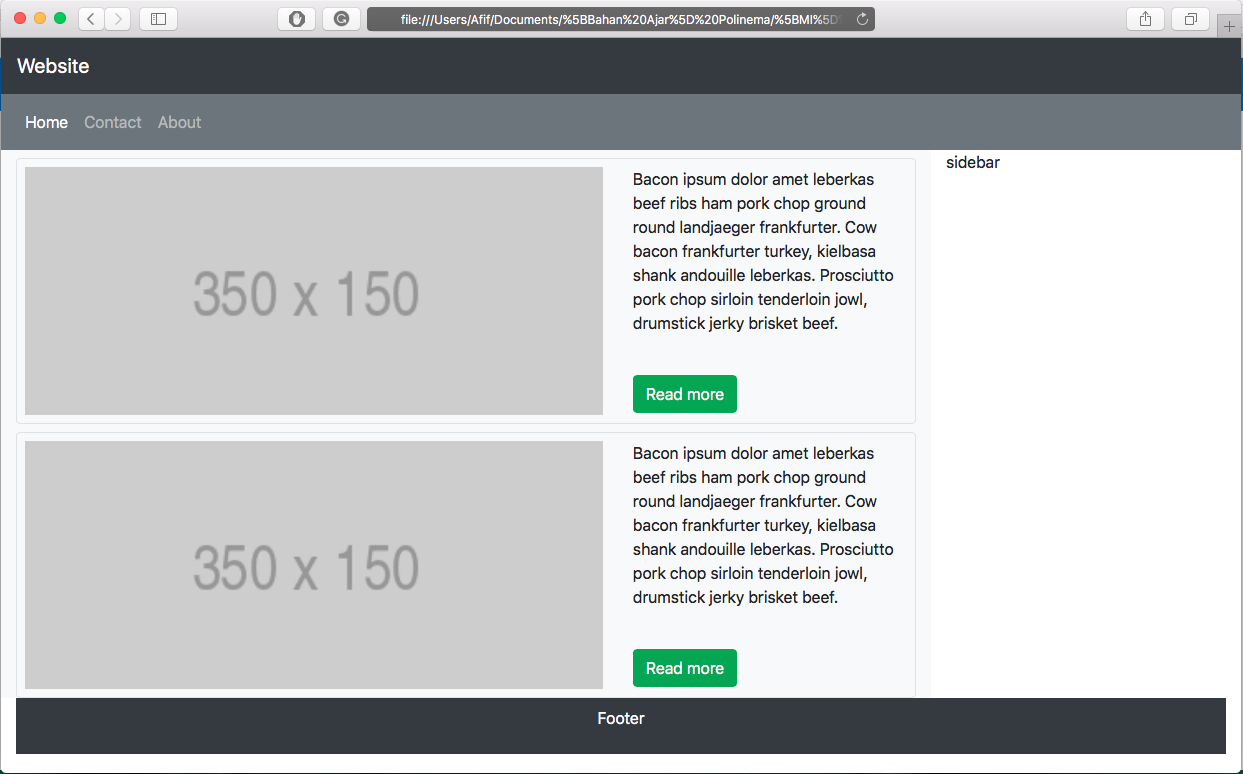 file:///Users/Afif/Documents/%5BBahan%20Ajar%5D%20Polinema/%5BMI%5D
Website
Home Contact About
350 x 150
Bacon ipsum dolor amet leberkas
beef ribs ham pork chop ground
round landjaeger frankfurter. Cow
bacon frankfurter turkey, kielbasa
shank andouille leberkas. Prosciutto
pork chop sirloin tenderloin jowl,
drumstick jerky brisket beef.
Read more
sidebar
350 x 150
Bacon ipsum dolor amet leberkas
beef ribs ham pork chop ground
round landjaeger frankfurter. Cow
bacon frankfurter turkey, kielbasa
shank andouille leberkas. Prosciutto
pork chop sirloin tenderloin jowl,
drumstick jerky brisket beef.
Read more
Footer